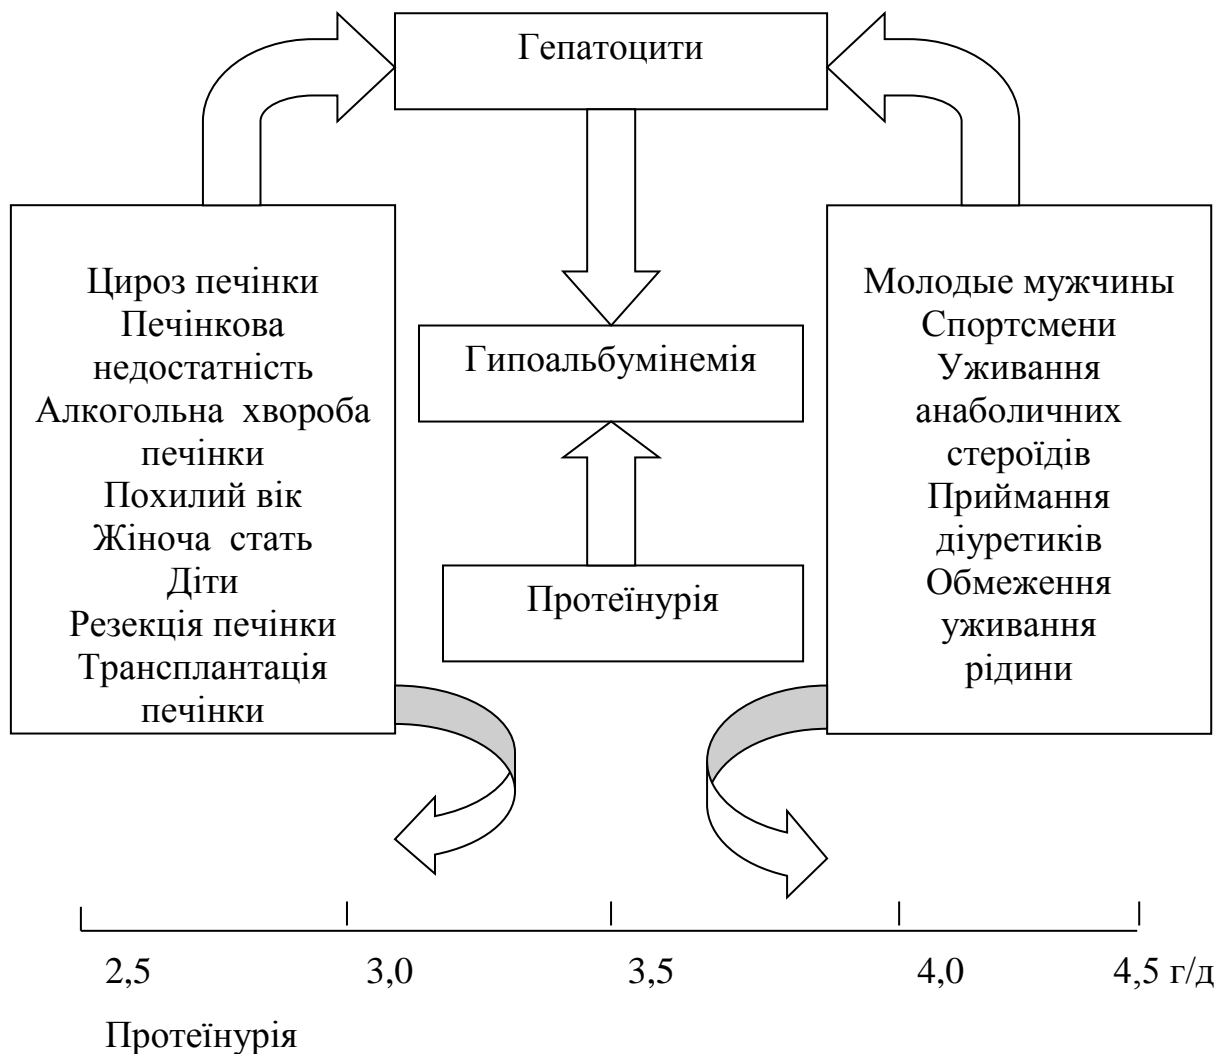 Гепатоцити
Цироз печінки
Печінкова
недостатність
Алкогольна хвороба
печінки
Похилий вік
Жіноча стать
Діти
Резекція печінки
Трансплантація
печінки
Гипоальбумінемія
Протеїнурія
Молодые мужчины
Спортсмени
Уживання
анаболичних
стероїдів
Приймання
діуретиків
Обмеження
уживання
рідини
2,5 3,0 3,5 4,0 4,5 г/д
Протеїнурія